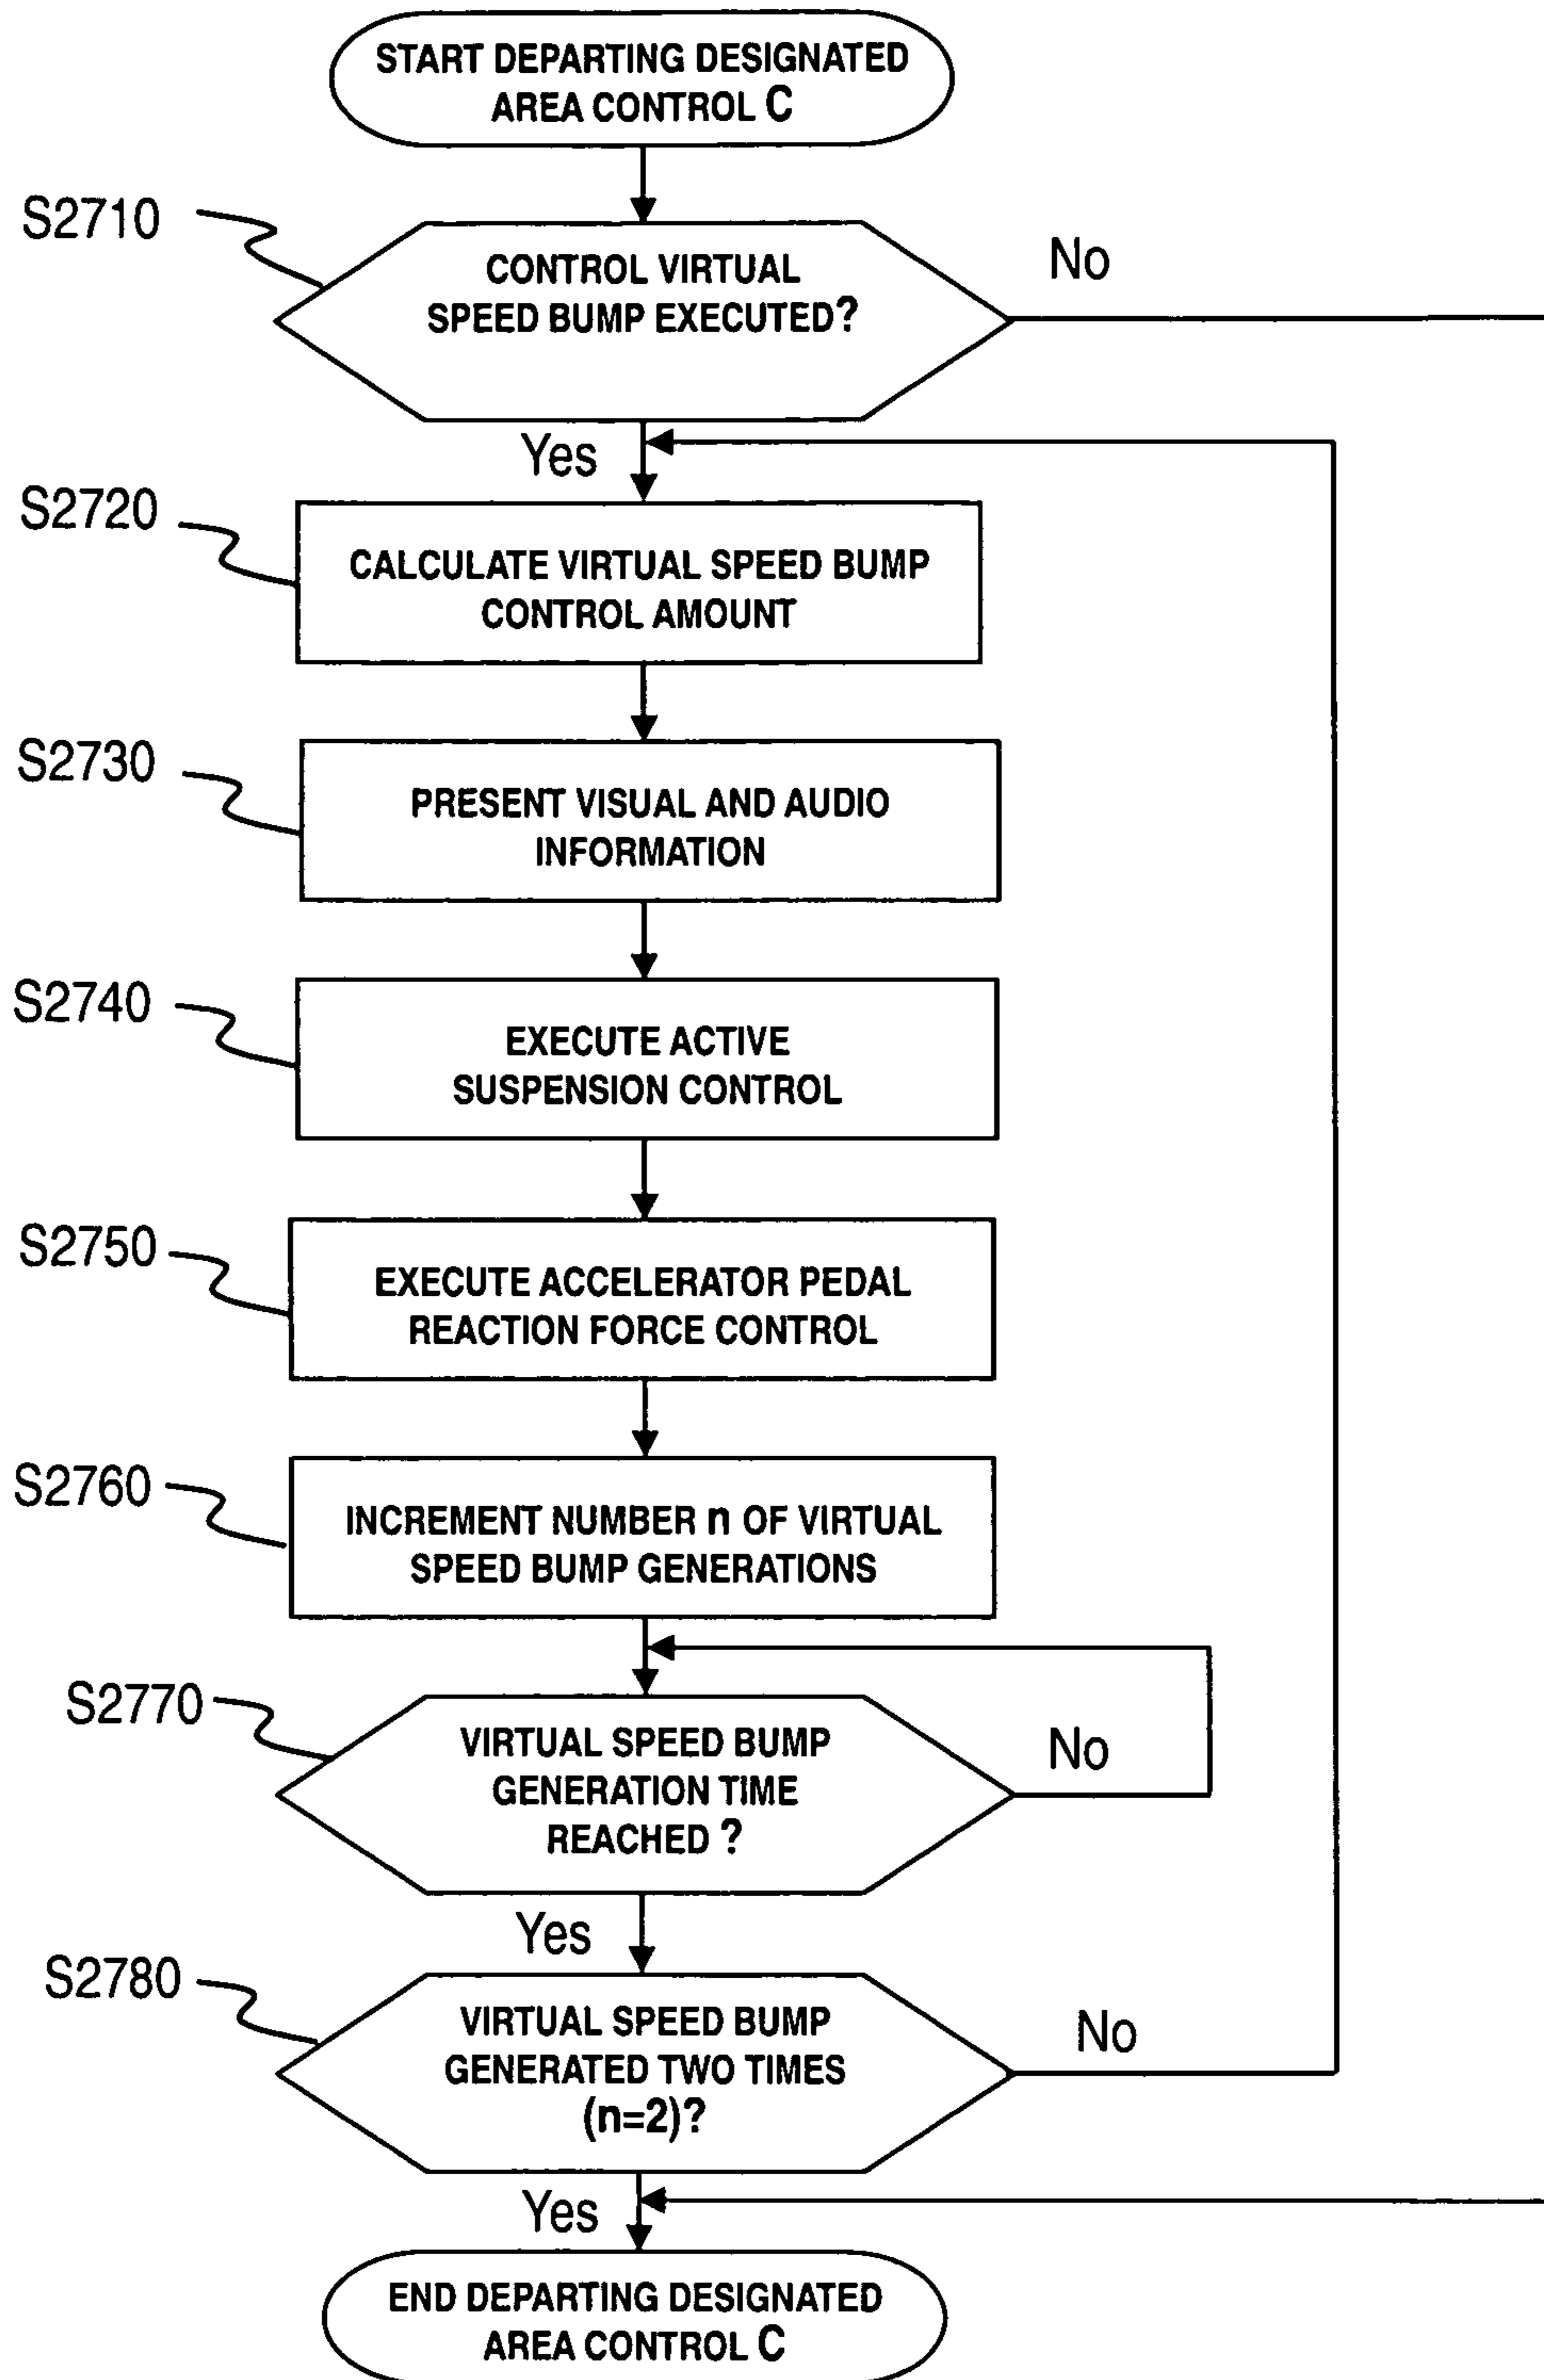 START DEPARTING DESIGNATED
AREA CONTROL C
S2710
CONTROL VIRTUAL
SPEED BUMP EXECUTED?
No
Yes
S2720
CALCULATE VIRTUAL SPEED BUMP
CONTROL AMOUNT
S2730
PRESENT VISUAL AND AUDIO
INFORMATION
S2740
EXECUTE ACTIVE
SUSPENSION CONTROL
S2750
EXECUTE ACCELERATOR PEDAL
REACTION FORCE CONTROL
S2760
INCREMENT NUMBER n OF VIRTUAL
SPEED BUMP GENERATIONS
S2770
VIRTUAL SPEED BUMP
GENERATION TIME
REACHED ?
No
Yes
S2780
VIRTUAL SPEED BUMP
GENERATED TWO TIMES
(n=2)?
No
Yes
END DEPARTING DESIGNATED
AREA CONTROL C